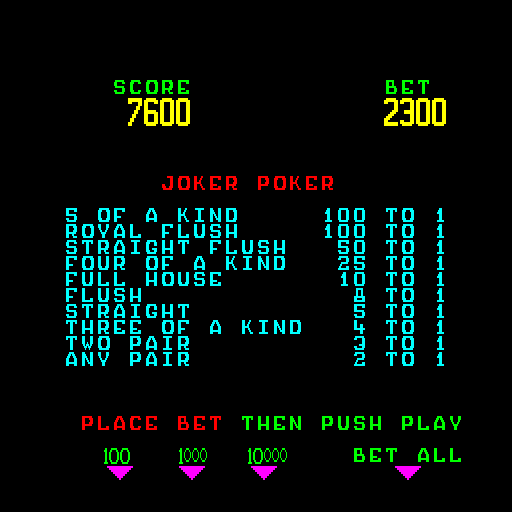 SCORE BET
7600 2300
JOKER POKER
5 OF A KIND 100 TO 1
ROYAL FLUSH 100 TO 1
STRAIGHT FLUSH 50 TO 1
FOUR OF A KIND 25 TO 1
FULL HOUSE 10 TO 1
FLUSH 8 TO 1
STRAIGHT 5 TO 1
THREE OF A KIND 4 TO 1
TWO PAIR 3 TO 1
ANY PAIR 2 TO 1
PLACE BET THEN PUSH PLAY
100 1000 10000 BET ALL